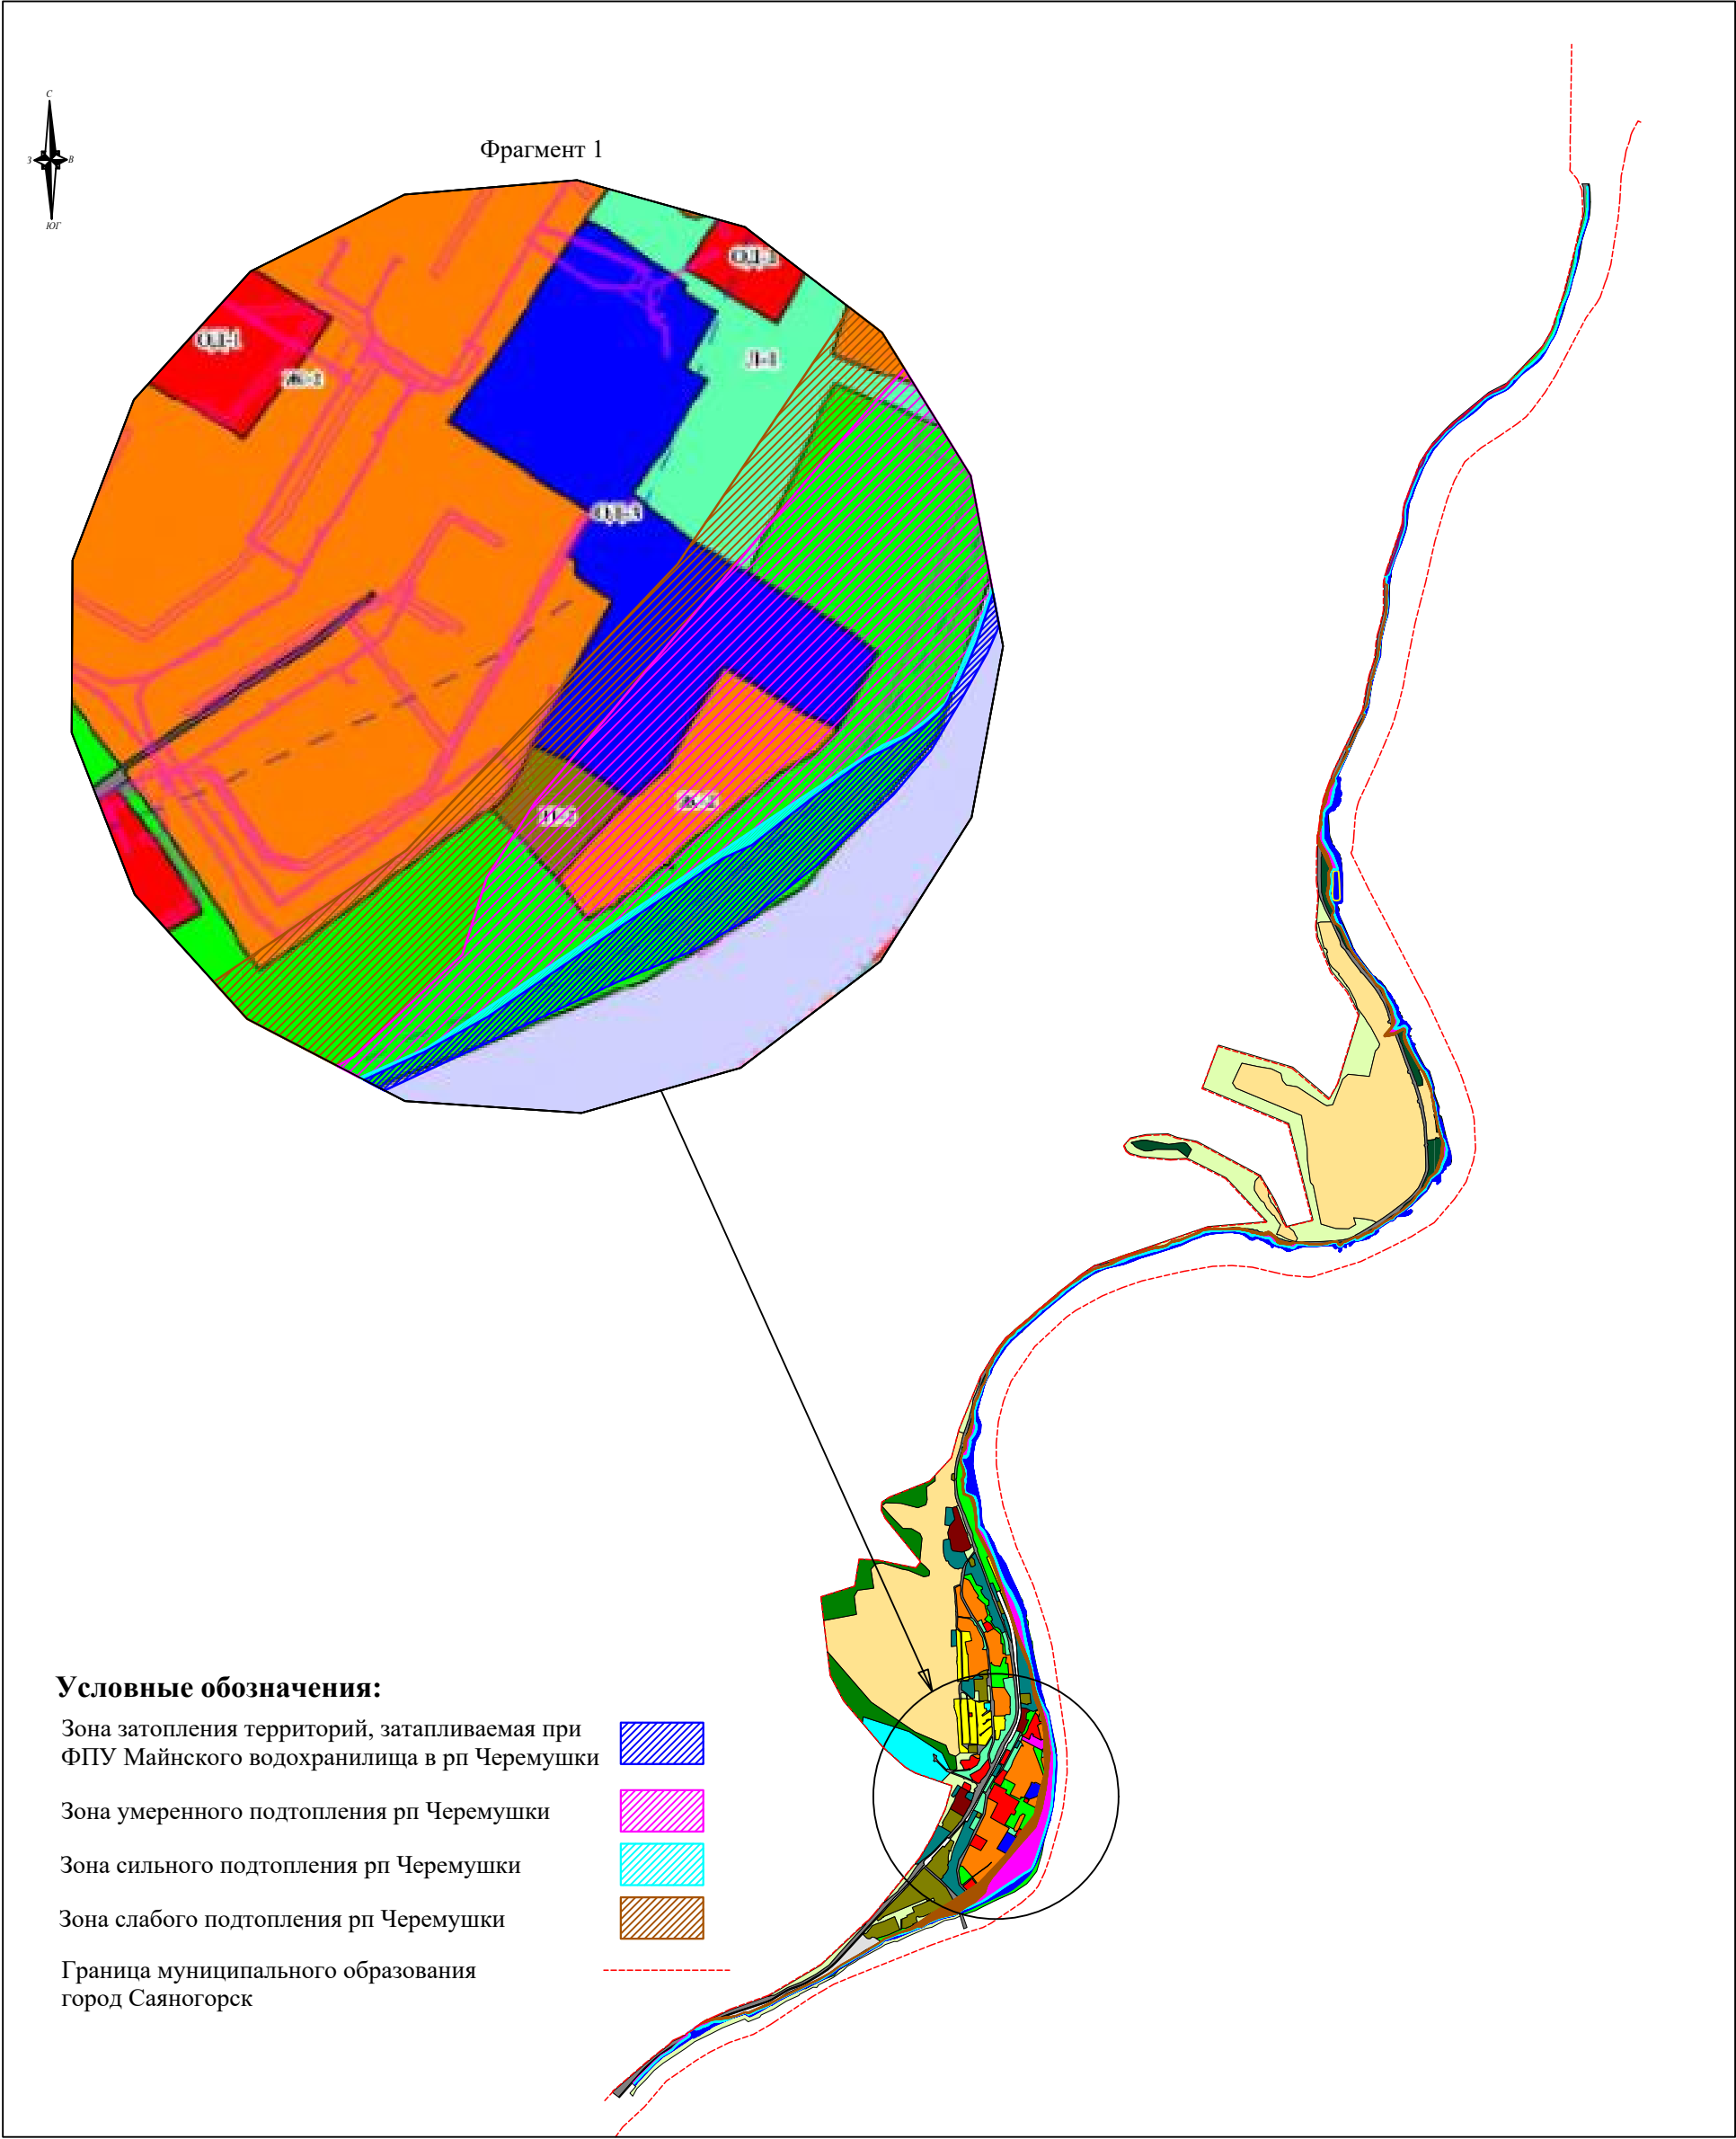 С
З
В
ЮГ
Фрагмент 1
ОД-1
ОД-1
Л-1
ОД-3
Условные обозначения:
Зона затопления территорий, затапливаемая при
ФПУ Майнского водохранилища в рп Черемушки
Зона умеренного подтопления рп Черемушки
Зона сильного подтопления рп Черемушки
Зона слабого подтопления рп Черемушки
Граница муниципального образования
город Саяногорск